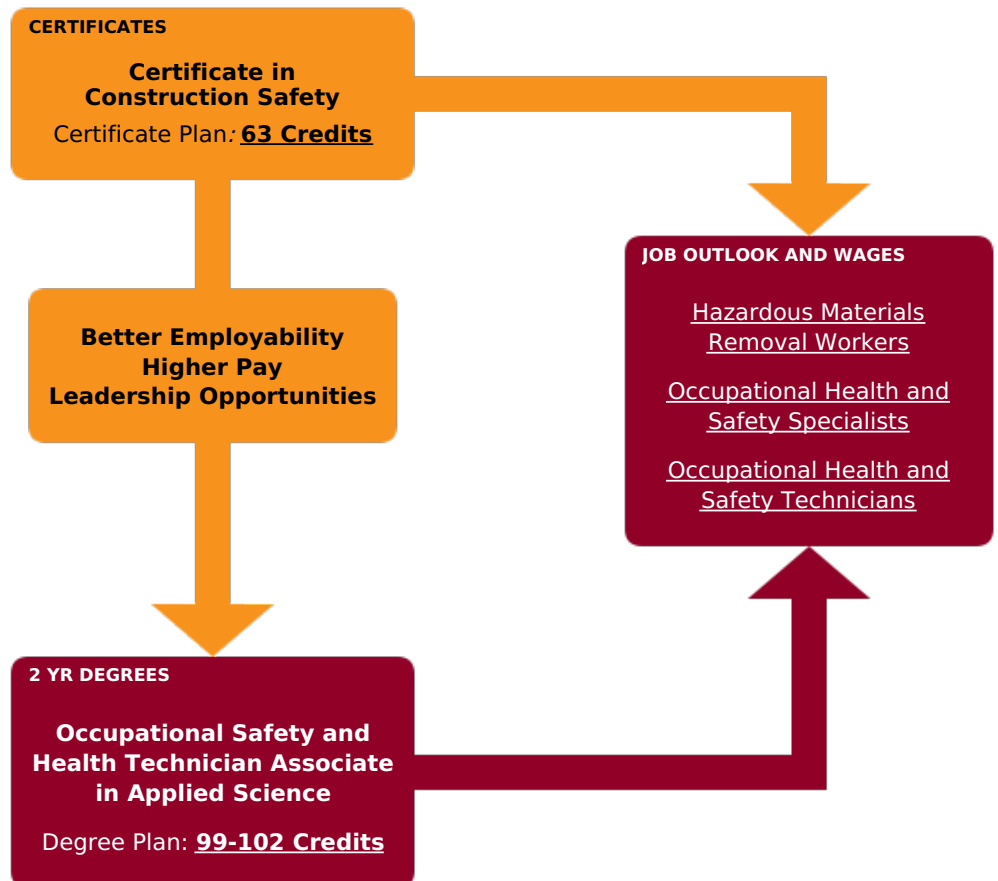 CERTIFICATES
Certificate in
Construction Safety
Certificate Plan: 63 Credits
Better Employability
Higher Pay
Leadership Opportunities
2 YR DEGREES
Occupational Safety and
Health Technician Associate
in Applied Science
Degree Plan: 99-102 Credits
JOB OUTLOOK AND WAGES
Hazardous Materials
Removal Workers
Occupational Health and
Safety Specialists
Occupational Health and
Safety Technicians